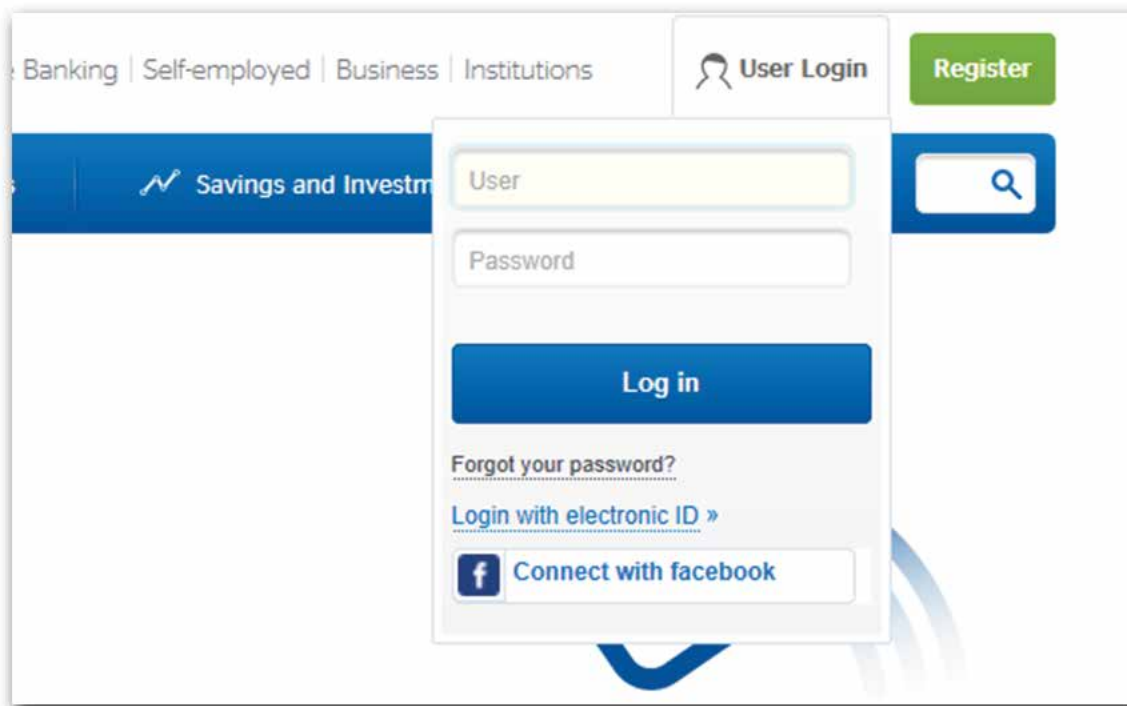 Banking | Self-employed | Business | Institutions
User Login
Register
Savings and Investm
User
Password
Log in
Forgot your password?
Login with electronic ID »
f Connect with facebook